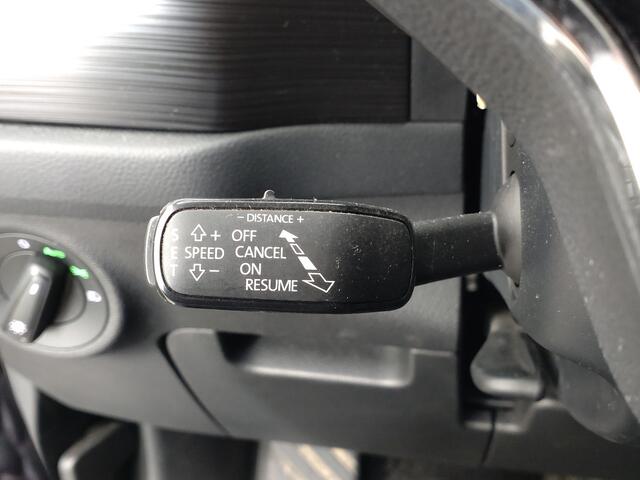 - DISTANCE +
S + OFF
E SPEED CANCEL
T - ON
RESUME